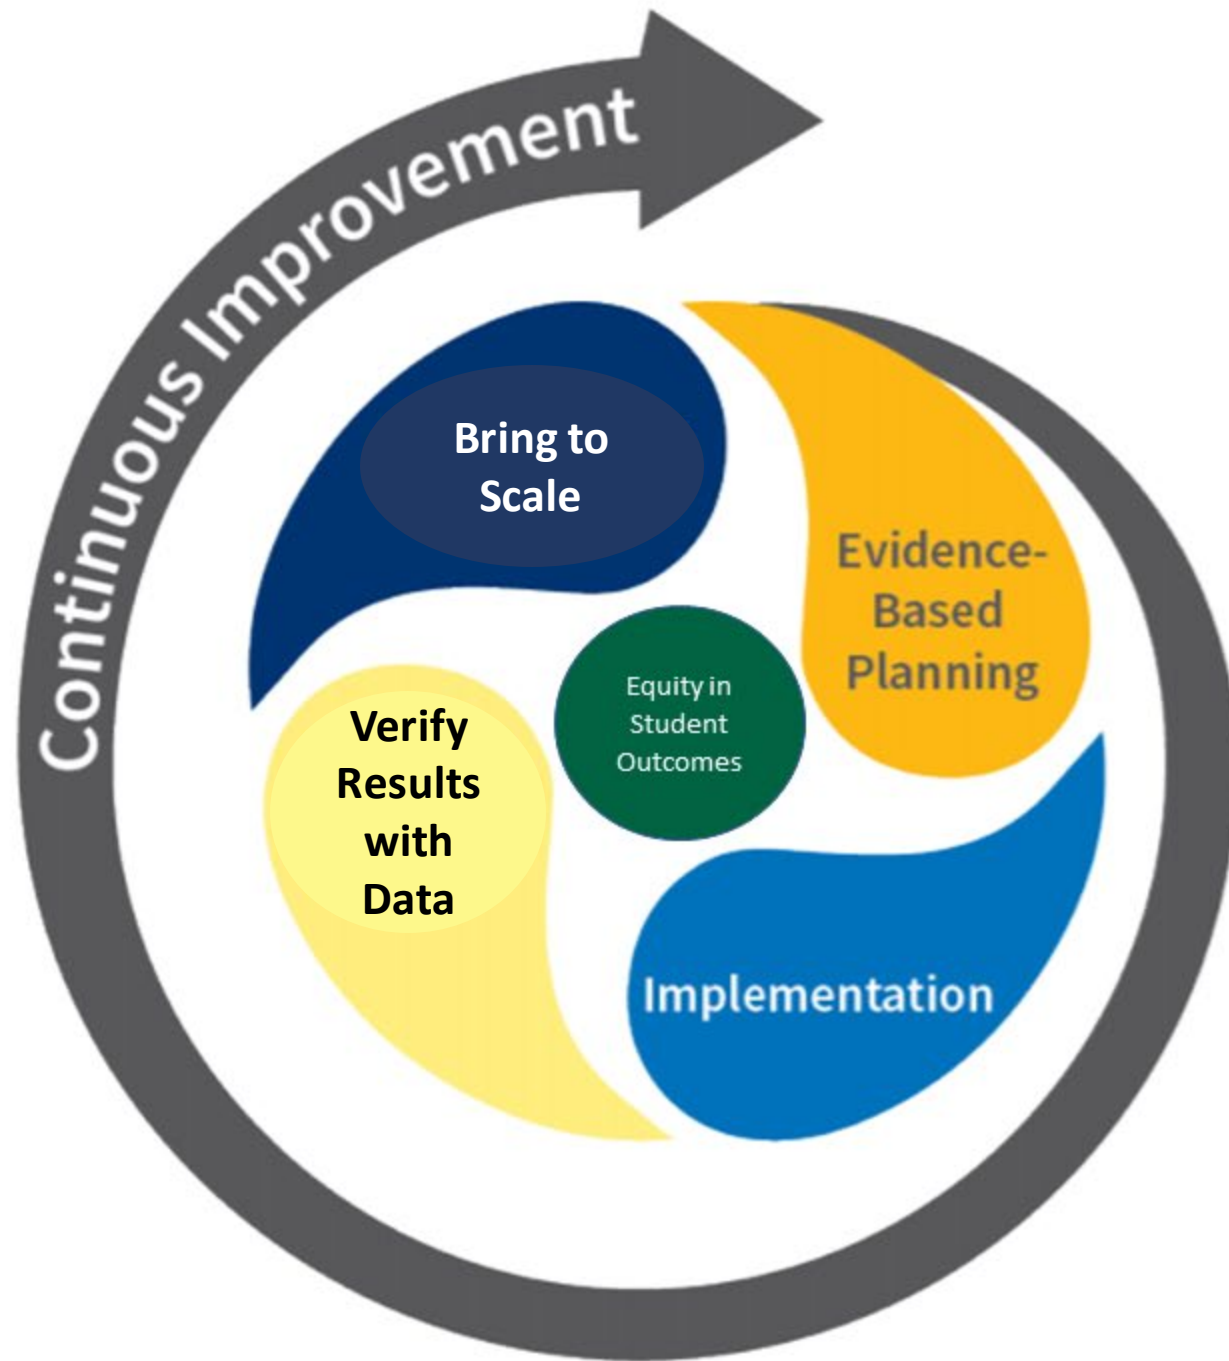 Continuous Improvement
Bring to
Scale
Evidence-
Based
Planning
Equity in
Student
Outcomes
Verify
Results
with
Data
Implementation